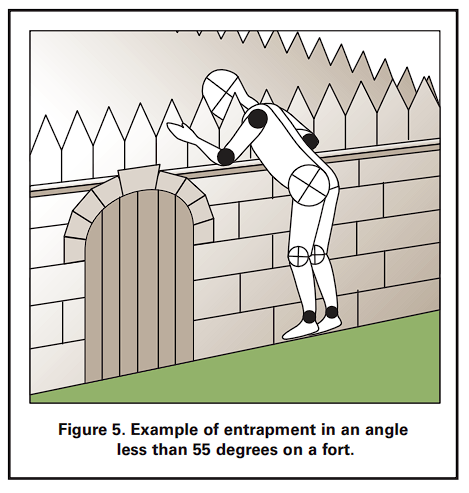 Figure 5. Example of entrapment in an angle
less than 55 degrees on a fort.